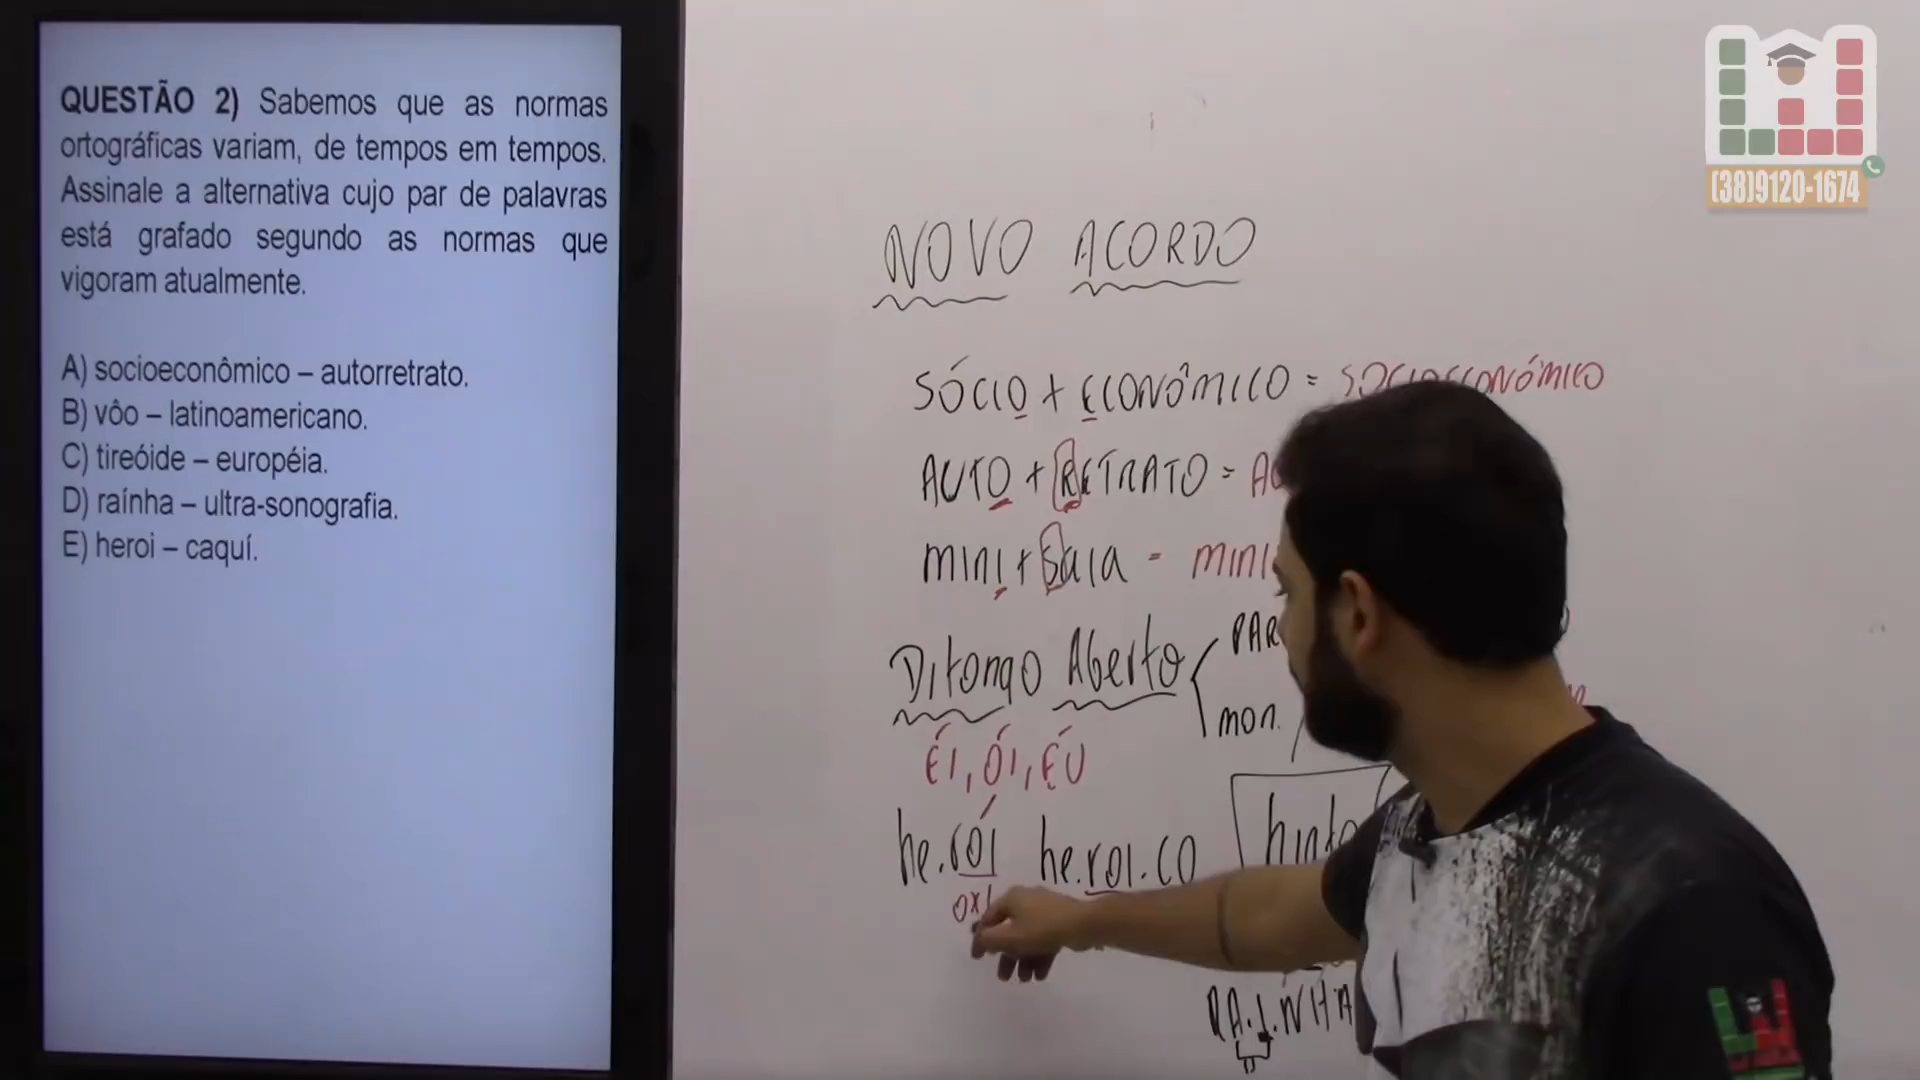 QUESTÃO 2) Sabemos que as normas
ortográficas variam, de tempos em tempos.
Assinale a alternativa cujo par de palavras
está grafado segundo as normas que
vigoram atualmente.
A) socioeconômico – autorretrato.
B) vôo – latinoamericano.
C) tireóide – européia.
D) raínha – ultra-sonografia.
E) heroi – caquí.
(38)9120-1674
NOVO ACORDO
SÓCIO + ECONÔMICO = SOCIOECONÔMICO
AUTO + RETRATO =
MINI + SAIA = MINI
Ditongo Aberto
PAR
MON.
ÉI, ÓI, ÉU
he.rói he.roi.co
RA.I.NHA